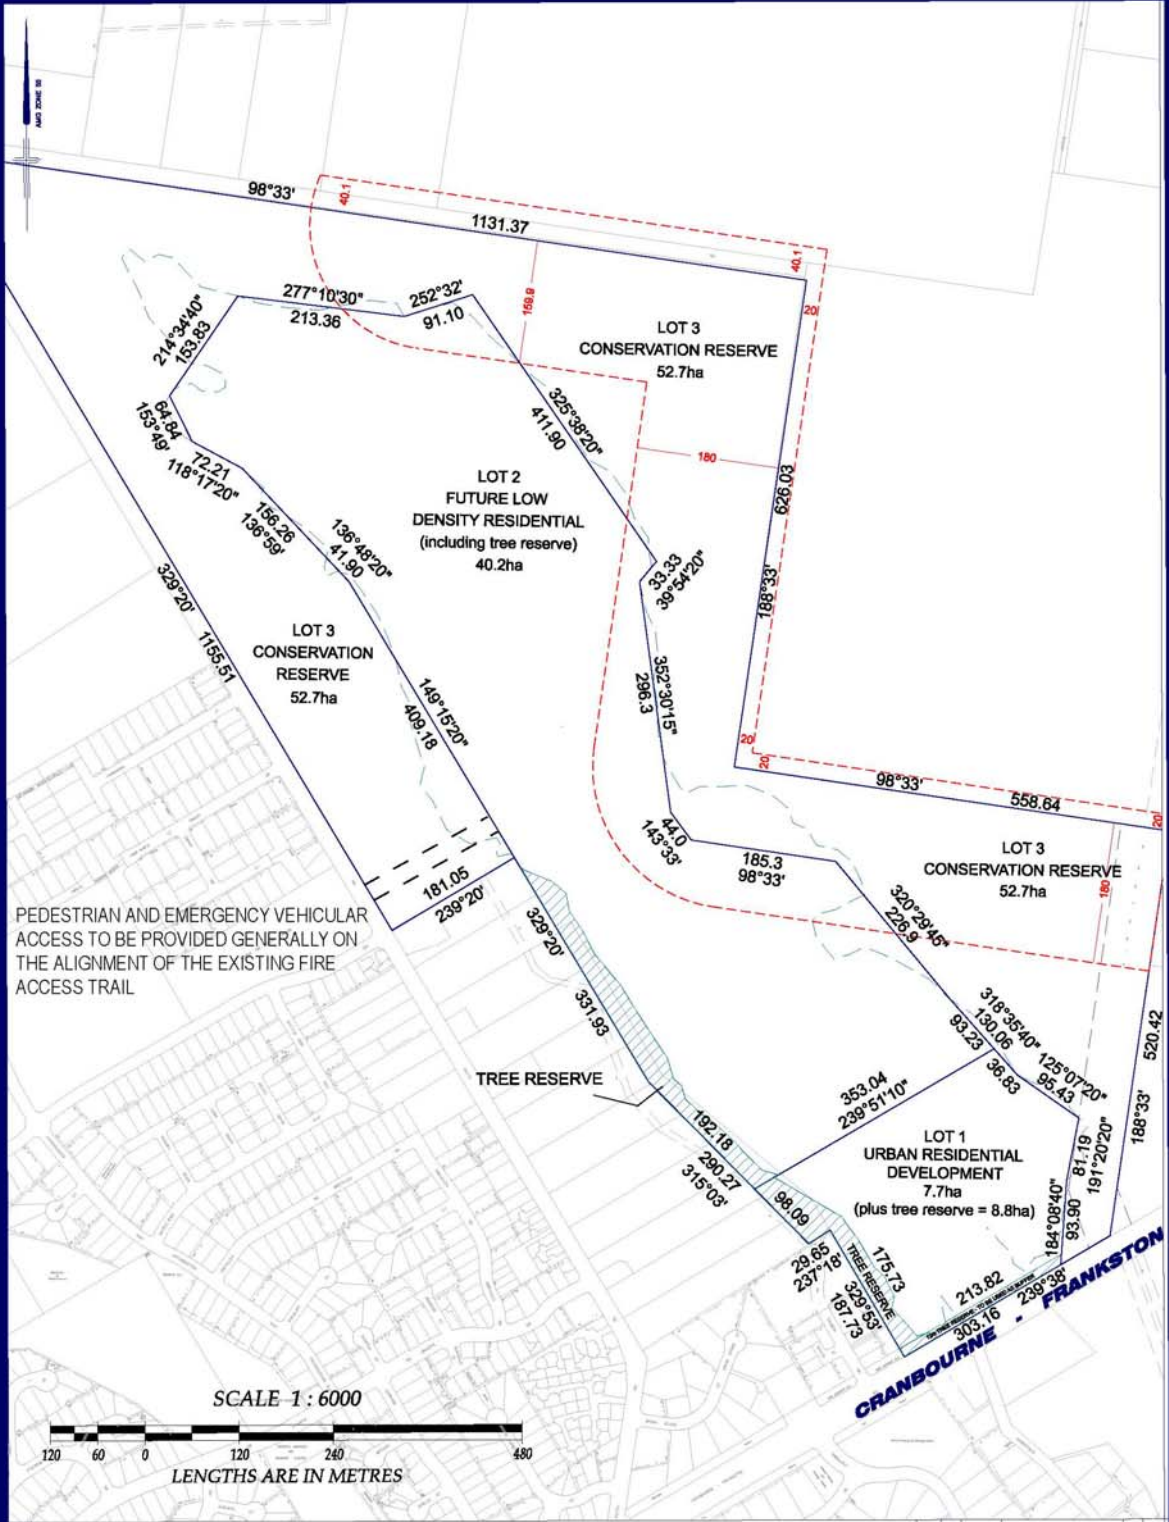 AMG ZONE 55
98°33'
40.1
1131.37
40.1
277°10'30"
213.36
252°32'
91.10
159.9
20
214°34'40"
153.83
LOT 3
CONSERVATION RESERVE
52.7ha
64.84
153°49'
325°38'20"
411.90
180
72.21
118°17'20"
LOT 2
FUTURE LOW
DENSITY RESIDENTIAL
(including tree reserve)
40.2ha
626.03
188°33'
156.26
136°59'
136°48'20"
41.90
33.33
39°54'20"
329°20'
1155.51
LOT 3
CONSERVATION
RESERVE
52.7ha
352°30'15"
296.3
149°15'20"
409.18
20
20
98°33'
558.64
20
44.0
143°33'
185.3
98°33'
LOT 3
CONSERVATION RESERVE
52.7ha
180
181.05
239°20'
320°29'45"
226.9
PEDESTRIAN AND EMERGENCY VEHICULAR
ACCESS TO BE PROVIDED GENERALLY ON
THE ALIGNMENT OF THE EXISTING FIRE
ACCESS TRAIL
329°20'
331.93
318°35'40"
130.06
93.23
36.83
125°07'20"
95.43
520.42
188°33'
TREE RESERVE
353.04
239°51'10"
192.18
290.27
315°03'
LOT 1
URBAN RESIDENTIAL
DEVELOPMENT
7.7ha
(plus tree reserve = 8.8ha)
81.19
191°20'20"
184°08'40"
93.90
98.09
29.65
237°18'
TREE RESERVE
175.73
329°53'
187.73
213.82
239°38'
303.16
CRANBOURNE - FRANKSTON
SCALE 1 : 6000
120 60 0 120 240 480
LENGTHS ARE IN METRES